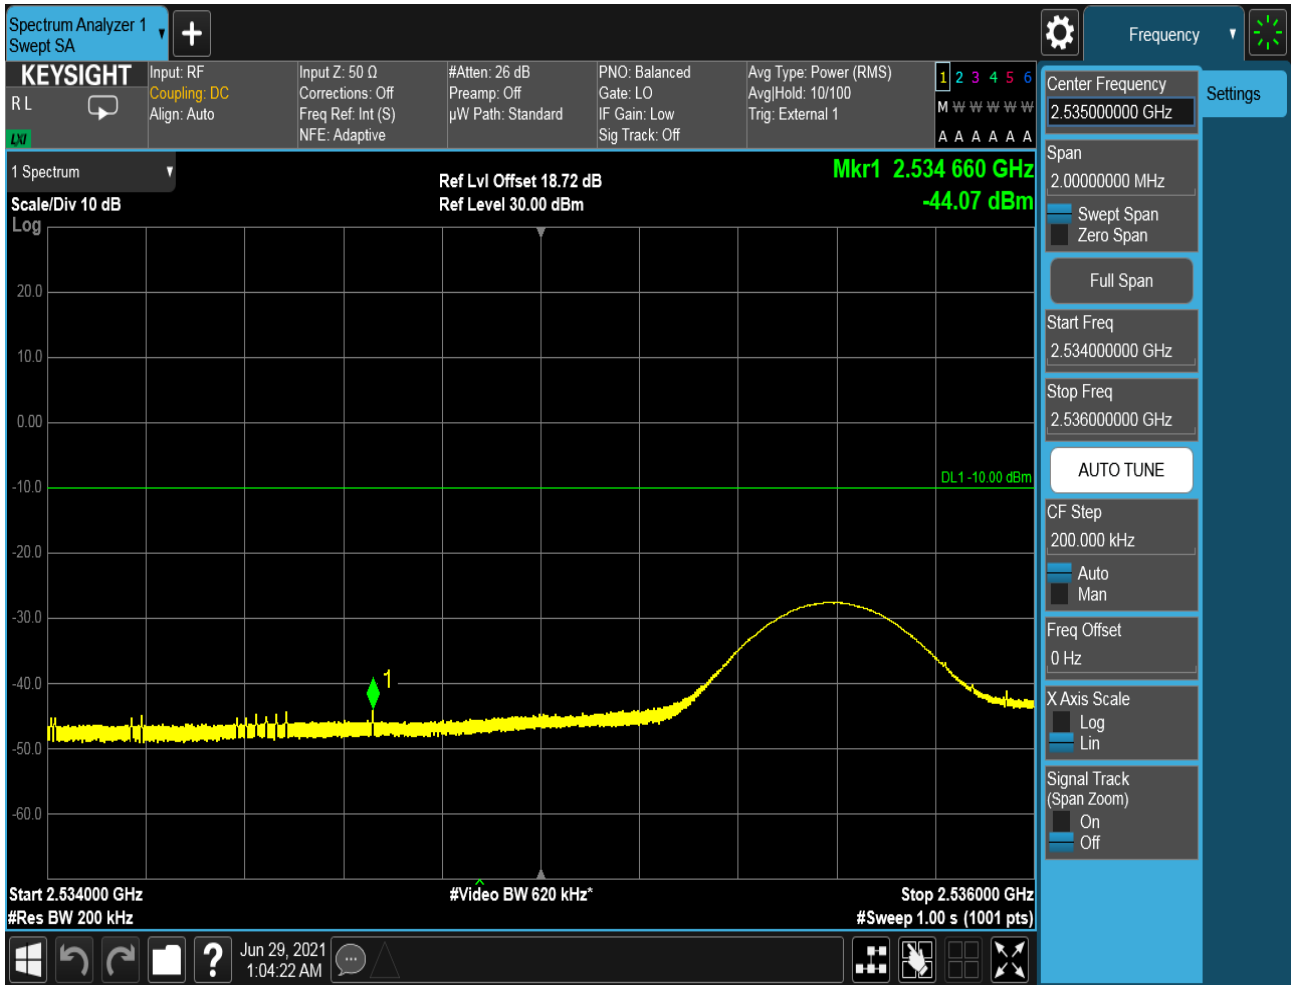 Spectrum Analyzer 1
Swept SA
Frequency
KEYSIGHT
R L
LXI
Input: RF
Coupling: DC
Align: Auto
Input Z: 50 Ω
Corrections: Off
Freq Ref: Int (S)
NFE: Adaptive
#Atten: 26 dB
Preamp: Off
µW Path: Standard
PNO: Balanced
Gate: LO
IF Gain: Low
Sig Track: Off
Avg Type: Power (RMS)
Avg|Hold: 10/100
Trig: External 1
1 2 3 4 5 6
M W W W W W
A A A A A A
1 Spectrum
Scale/Div 10 dB
Log
Ref Lvl Offset 18.72 dB
Ref Level 30.00 dBm
Mkr1 2.534 660 GHz
-44.07 dBm
20.0
10.0
0.00
-10.0
-20.0
-30.0
-40.0
-50.0
-60.0
DL1 -10.00 dBm
1
Start 2.534000 GHz
#Res BW 200 kHz
#Video BW 620 kHz*
Stop 2.536000 GHz
#Sweep 1.00 s (1001 pts)
Jun 29, 2021
1:04:22 AM
?
Center Frequency
2.535000000 GHz
Settings
Span
2.00000000 MHz
Swept Span
Zero Span
Full Span
Start Freq
2.534000000 GHz
Stop Freq
2.536000000 GHz
AUTO TUNE
CF Step
200.000 kHz
Auto
Man
Freq Offset
0 Hz
X Axis Scale
Log
Lin
Signal Track
(Span Zoom)
On
Off